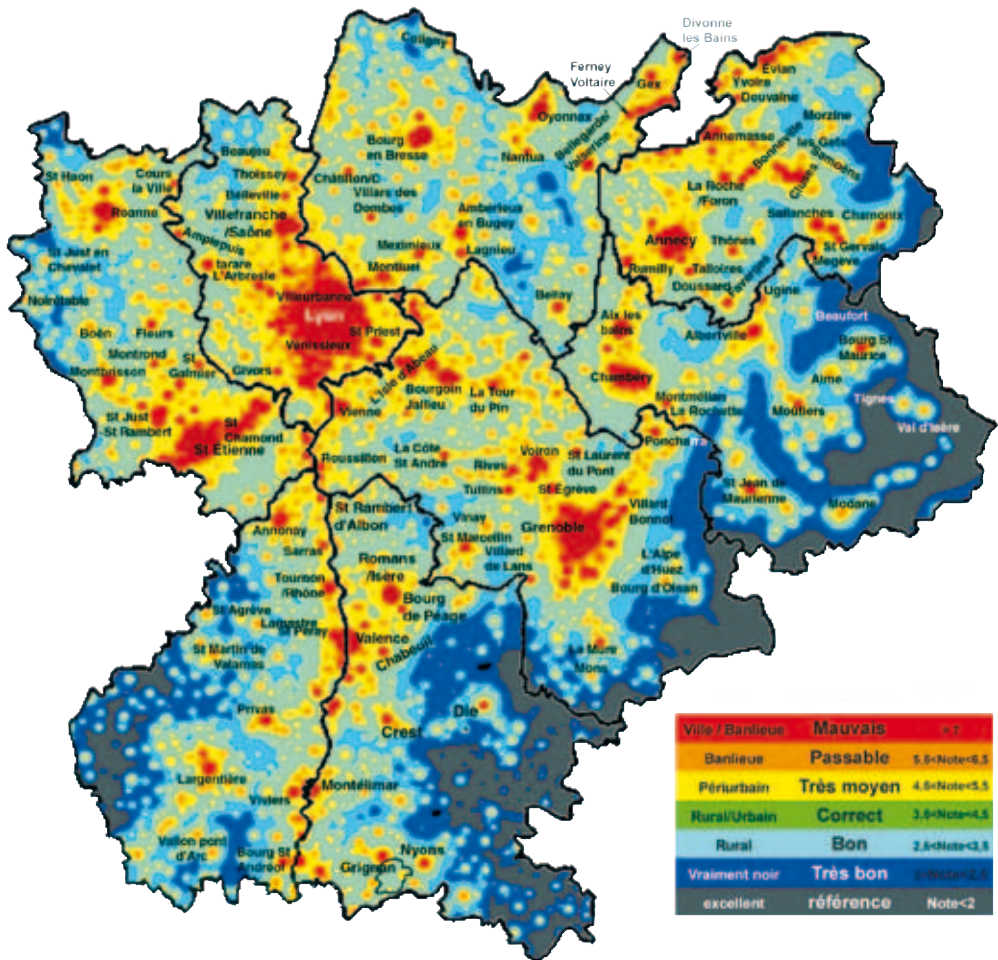 Divonne
les Bains
Coligny
Ferney
Voltaire
Gex
Evian
Yvoire
Douvaine
Oyonnax
Morzine
Bourg
en Bresse
Bellegarde/
Valserine
Annemasse
Bonneville
les Gets
Samoëns
Cluses
Beaujeu
Nantua
St Haon
Cours
la Ville
Thoissey
Châtillon/C
La Roche
/Foron
Belleville
Villars des
Dombes
Roanne
Villefranche
/Saône
Amberieux
en Bugey
Sallanches
Chamonix
Amplepuis
Annecy
Thônes
St Gervais
Megève
St Just en
Chevalet
tarare
L'Arbresle
Meximieux
Lagnieu
Montluel
Rumilly
Talloires
Doussard
Faverges
Ugine
Noirétable
Villeurbanne
Lyon
Belley
Beaufort
Boën
Fleurs
St Priest
Aix les
bains
Albertville
Bourg St
Maurice
Venissieux
Montrond
Montbrisson
St
Galmier
Givors
L'Isle d'Abeau
Bourgoin
Jallieu
La Tour
du Pin
Chambéry
Aime
Montmélian
La Rochette
Moutiers
Tignes
Val d'Isère
St Just
-St Rambert
St
Chamond
St Etienne
Vienne
Poncharra
Roussillon
La Côte
St André
Rives
Voiron
St Laurent
du Pont
Tullins
St Egrève
St Jean de
Maurienne
Modane
St Rambert
d'Albon
Vinay
Grenoble
Villard
Bonnot
Annonay
St Marcellin
Sarras
Villard
de Lans
Romans
/Isère
L'Alpe
d'Huez
Bourg d'Oisan
Tournon
/Rhône
Bourg
de Péage
St Agrève
Lamastre
St Péray
Valence
Chabeuil
St Martin de
Valamas
La Mure
Mens
Privas
Die
Crest
Largentière
Montélimar
Viviers
Vallon pont
d'Arc
Bourg St
Andréol
Grignan
Nyons
Ville / Banlieue Mauvais >7
Banlieue Passable 5,5<Note<6,5
Périurbain Très moyen 4,5<Note<5,5
Rural/Urbain Correct 3,5<Note<4,5
Rural Bon 2,5<Note<3,5
Vraiment noir Très bon
excellent référence Note<2